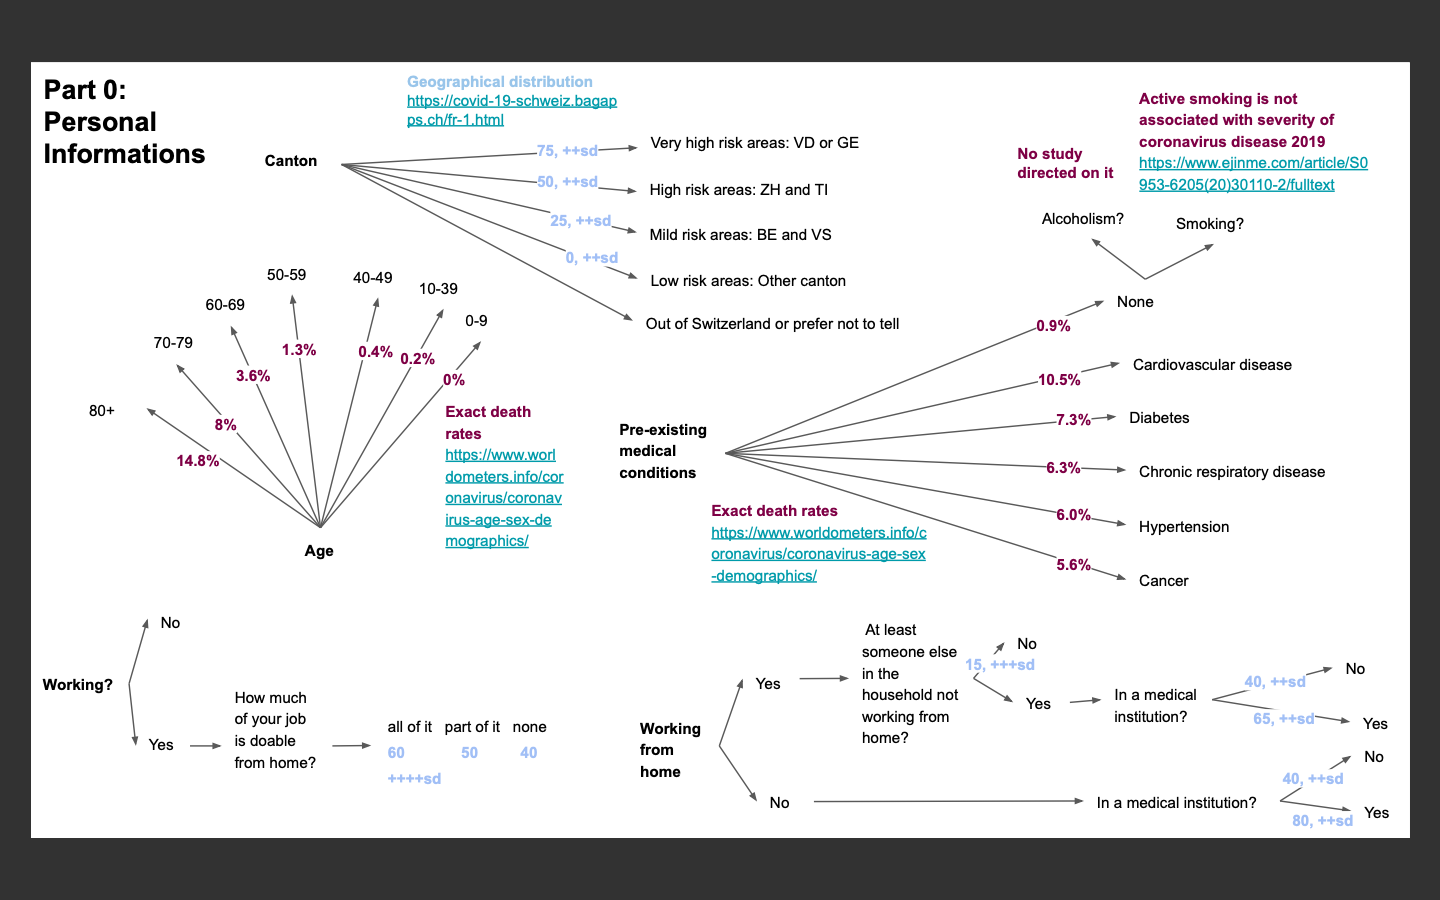 Part 0:
Personal
Informations
Geographical distribution
https://covid-19-schweiz.bagap
ps.ch/fr-1.html
Canton
75, ++sd
Very high risk areas: VD or GE
50, ++sd
High risk areas: ZH and TI
25, ++sd
Mild risk areas: BE and VS
0, ++sd
Low risk areas: Other canton
Out of Switzerland or prefer not to tell
Active smoking is not
associated with severity of
coronavirus disease 2019
https://www.ejinme.com/article/S0
953-6205(20)30110-2/fulltext
No study
directed on it
Alcoholism?
Smoking?
None
0.9%
Cardiovascular disease
10.5%
Diabetes
7.3%
Chronic respiratory disease
6.3%
Hypertension
6.0%
Cancer
5.6%
Pre-existing
medical
conditions
Exact death rates
https://www.worldometers.info/c
oronavirus/coronavirus-age-sex
-demographics/
50-59
40-49
10-39
60-69
0-9
70-79
80+
1.3%
0.4%
0.2%
3.6%
0%
8%
14.8%
Age
Exact death
rates
https://www.worl
dometers.info/cor
onavirus/coronav
irus-age-sex-de
mographics/
Working?
No
Yes
How much
of your job
is doable
from home?
all of it
part of it
none
60
50
40
++++sd
Working
from
home
Yes
At least
someone else
in the
household not
working from
home?
No
15, +++sd
Yes
In a medical
institution?
40, ++sd
No
65, ++sd
Yes
No
In a medical institution?
40, ++sd
No
80, ++sd
Yes